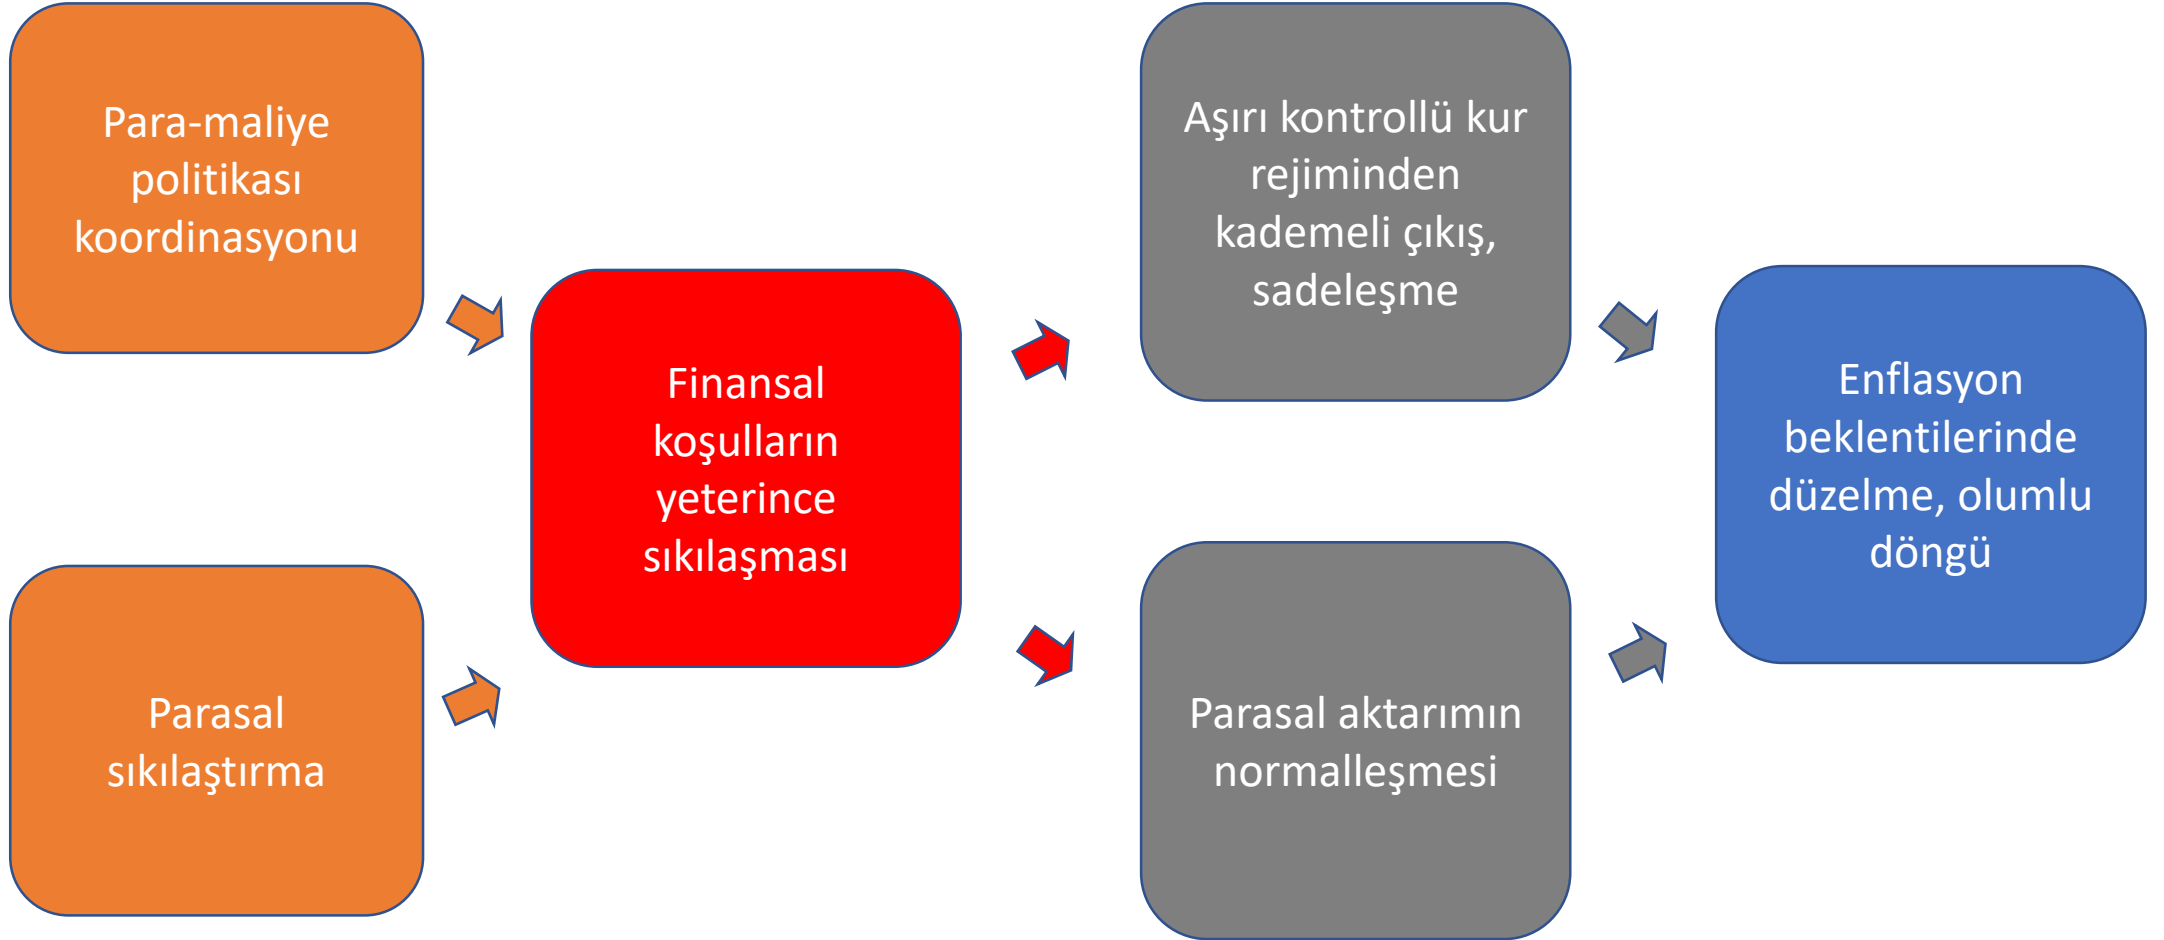 Para-maliye
politikası
koordinasyonu
Parasal
sıkılaştırma
Finansal
koşulların
yeterince
sıkılaşması
Aşırı kontrollü kur
rejiminden
kademeli çıkış,
sadeleşme
Parasal aktarımın
normalleşmesi
Enflasyon
beklentilerinde
düzelme, olumlu
döngü